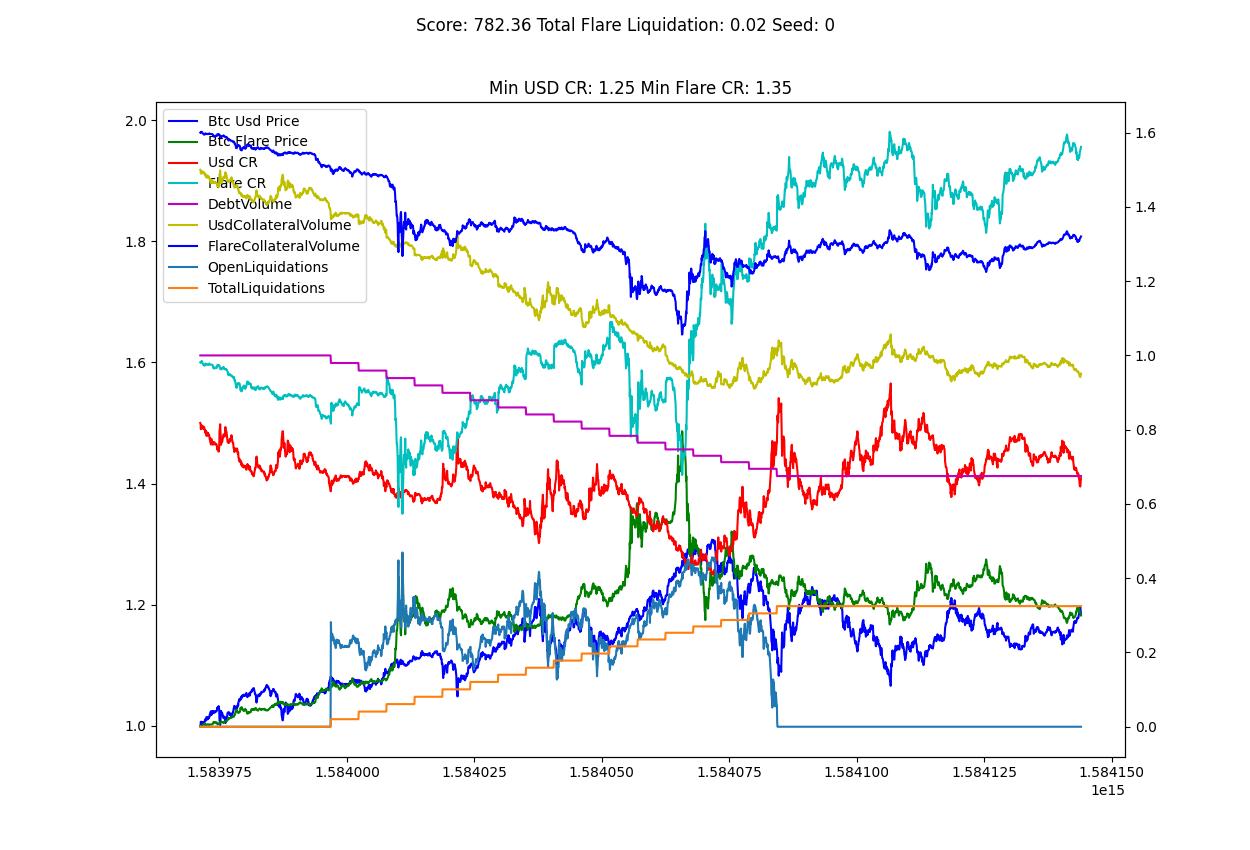 Score: 782.36 Total Flare Liquidation: 0.02 Seed: 0
Min USD CR: 1.25 Min Flare CR: 1.35
Btc Usd Price
Btc Flare Price
Usd CR
Flare CR
DebtVolume
UsdCollateralVolume
FlareCollateralVolume
OpenLiquidations
TotalLiquidations
2.0
1.8
1.6
1.4
1.2
1.0
1.6
1.4
1.2
1.0
0.8
0.6
0.4
0.2
0.0
1.583975 1.584000 1.584025 1.584050 1.584075 1.584100 1.584125 1.584150
1e15